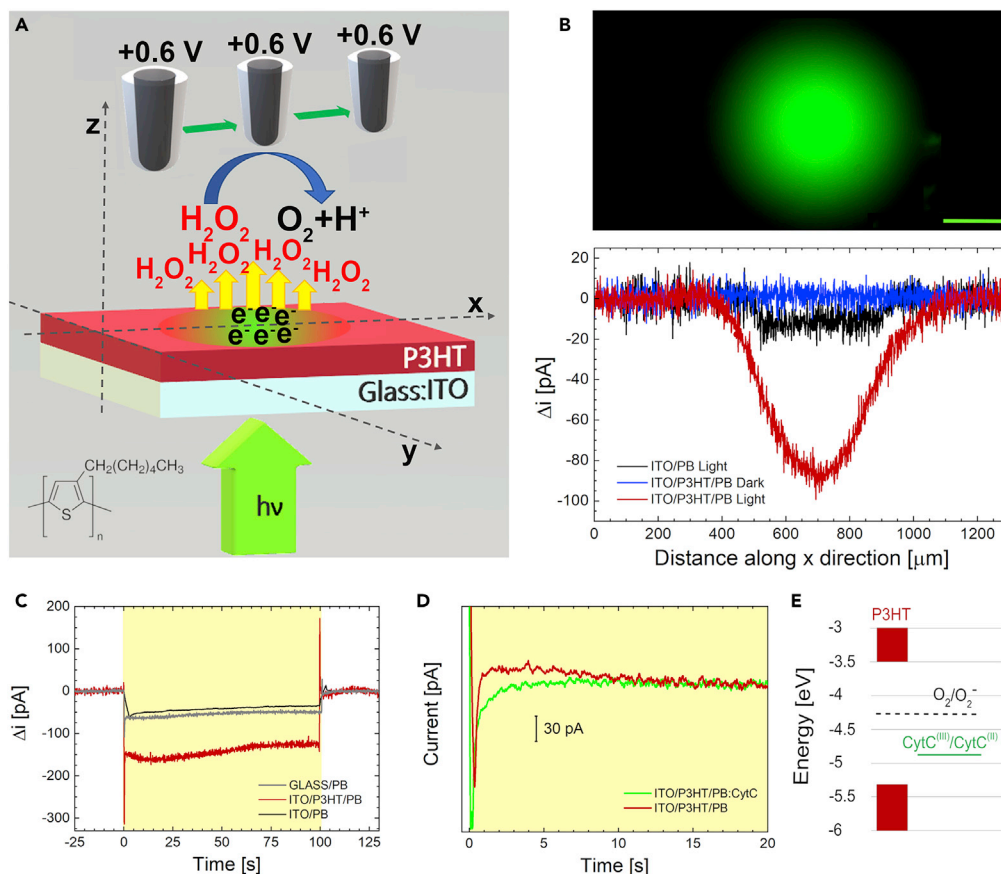 A
+0.6 V +0.6 V +0.6 V
z
H₂O₂ O₂+H⁺
H₂O₂ H₂O₂ H₂O₂ H₂O₂
e⁻ e⁻ e⁻
e⁻ e⁻ e⁻
x
P3HT
Glass:ITO
y
CH₂(CH₂)₄CH₃
S
n
hν
B
20
0
-20
-40
-60
-80
-100
Δi [pA]
ITO/PB Light
ITO/P3HT/PB Dark
ITO/P3HT/PB Light
0 200 400 600 800 1000 1200
Distance along x direction [μm]
C
200
150
100
50
0
-50
-100
-150
-200
-250
-300
Δi [pA]
GLASS/PB
ITO/P3HT/PB
ITO/PB
-25 0 25 50 75 100 125
Time [s]
D
Current [pA]
30 pA
ITO/P3HT/PB:CytC
ITO/P3HT/PB
0 5 10 15 20
Time [s]
E
P3HT
-3
-3.5
-4
-4.5
-5
-5.5
-6
Energy [eV]
O₂/O₂⁻
CytC⁽ᴵᴵᴵ⁾/CytC⁽ᴵᴵ⁾